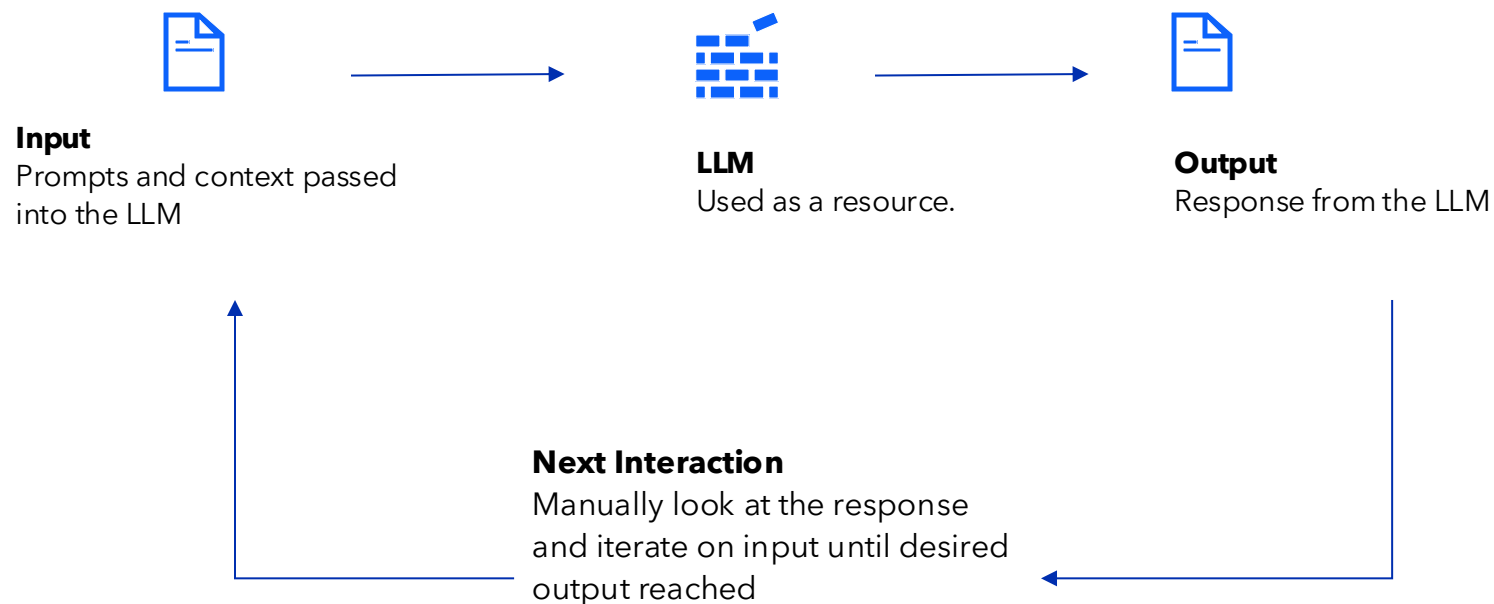 Input
Prompts and context passed
into the LLM
LLM
Used as a resource.
Output
Response from the LLM
Next Interaction
Manually look at the response
and iterate on input until desired
output reached